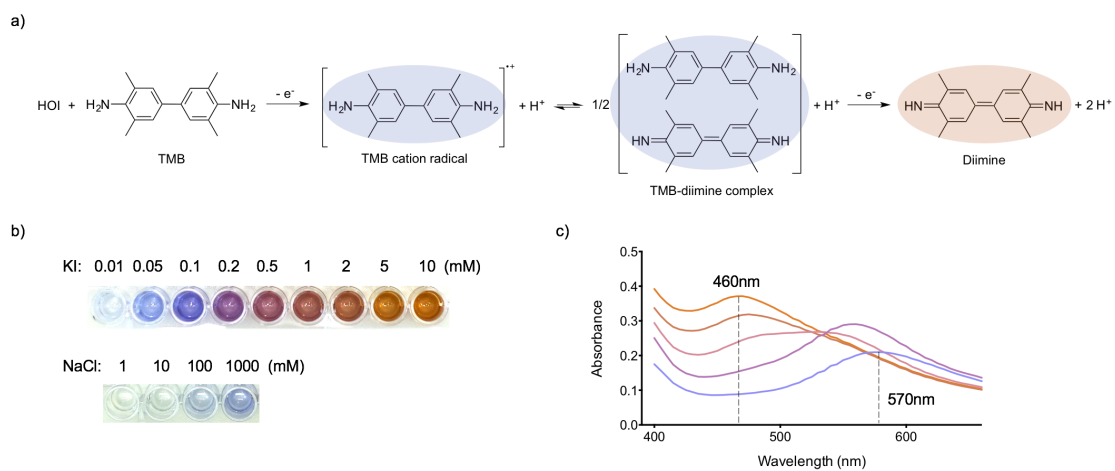 a)
HOI + H₂N NH₂ - e⁻ H₂N NH₂ •+ + H⁺ 1/2 H₂N NH₂ HN NH + H⁺ - e⁻ HN NH + 2 H⁺
TMB
TMB cation radical
TMB-diimine complex
Diimine
b)
KI: 0.01 0.05 0.1 0.2 0.5 1 2 5 10 (mM)
NaCl: 1 10 100 1000 (mM)
c)
0.5
0.4
0.3
0.2
0.1
0.0
Absorbance
460nm
570nm
400 500 600
Wavelength (nm)